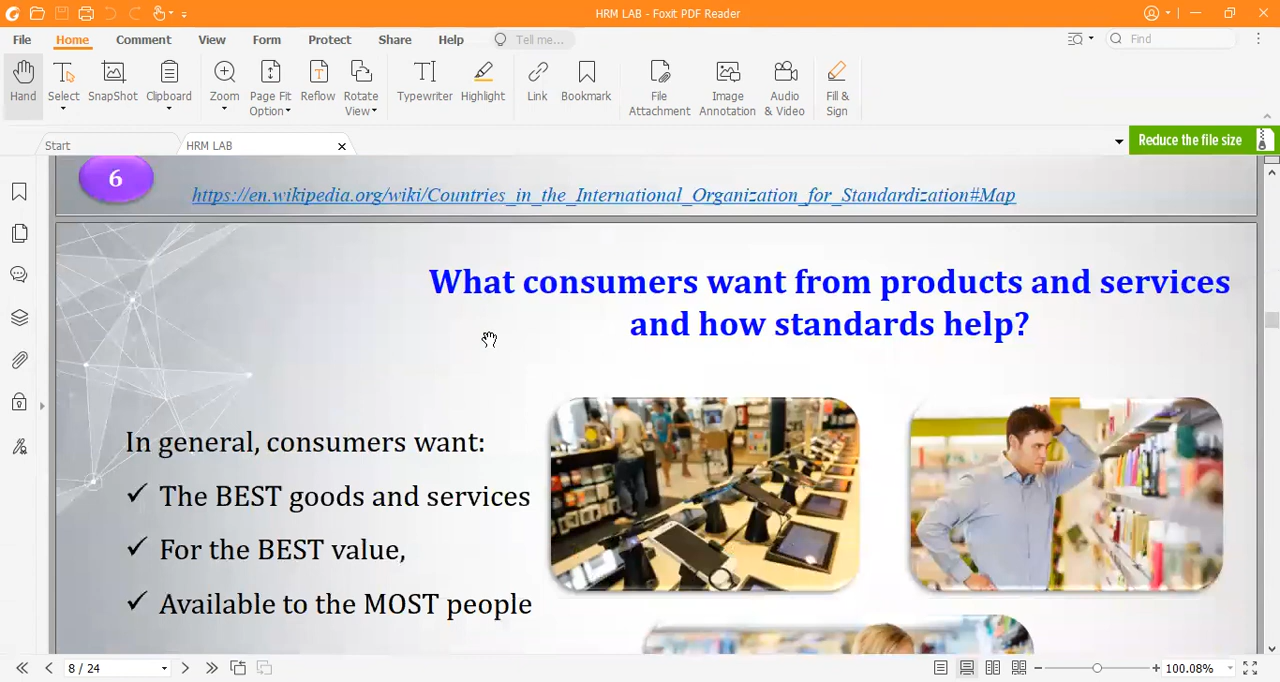 HRM LAB - Foxit PDF Reader
File Home Comment View Form Protect Share Help Tell me... Find
Hand Select SnapShot Clipboard Zoom Page Fit Option Reflow Rotate View Typewriter Highlight Link Bookmark File Attachment Image Annotation Audio & Video Fill & Sign
Start HRM LAB Reduce the file size
6
https://en.wikipedia.org/wiki/Countries_in_the_International_Organization_for_Standardization#Map
What consumers want from products and services
and how standards help?
In general, consumers want:
✓ The BEST goods and services
✓ For the BEST value,
✓ Available to the MOST people
8 / 24 100.08%